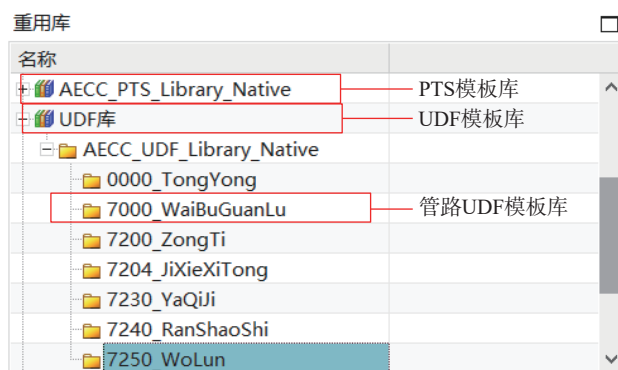 重用库
名称
AECC_PTS_Library_Native PTS模板库
UDF库 UDF模板库
AECC_UDF_Library_Native
0000_TongYong
7000_WaiBuGuanLu 管路UDF模板库
7200_ZongTi
7204_JiXieXiTong
7230_YaQiJi
7240_RanShaoShi
7250_WoLun